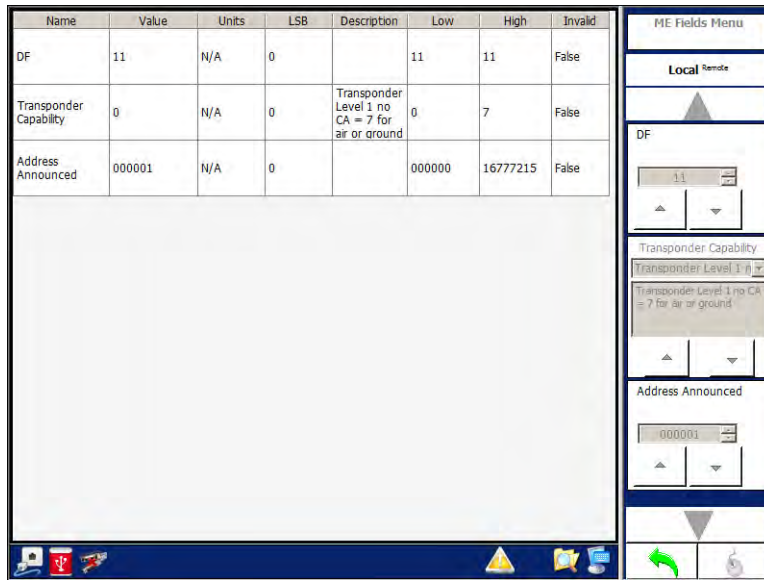 Name Value Units LSB Description Low High Invalid
DF 11 N/A 0 11 11 False
Transponder Capability 0 N/A 0 Transponder Level 1 no CA = 7 for air or ground 0 7 False
Address Announced 000001 N/A 0 000000 16777215 False
ME Fields Menu
Local Remote
DF
11
Transponder Capability
Transponder Level 1 n
Transponder Level 1 no CA
= 7 for air or ground
Address Announced
000001